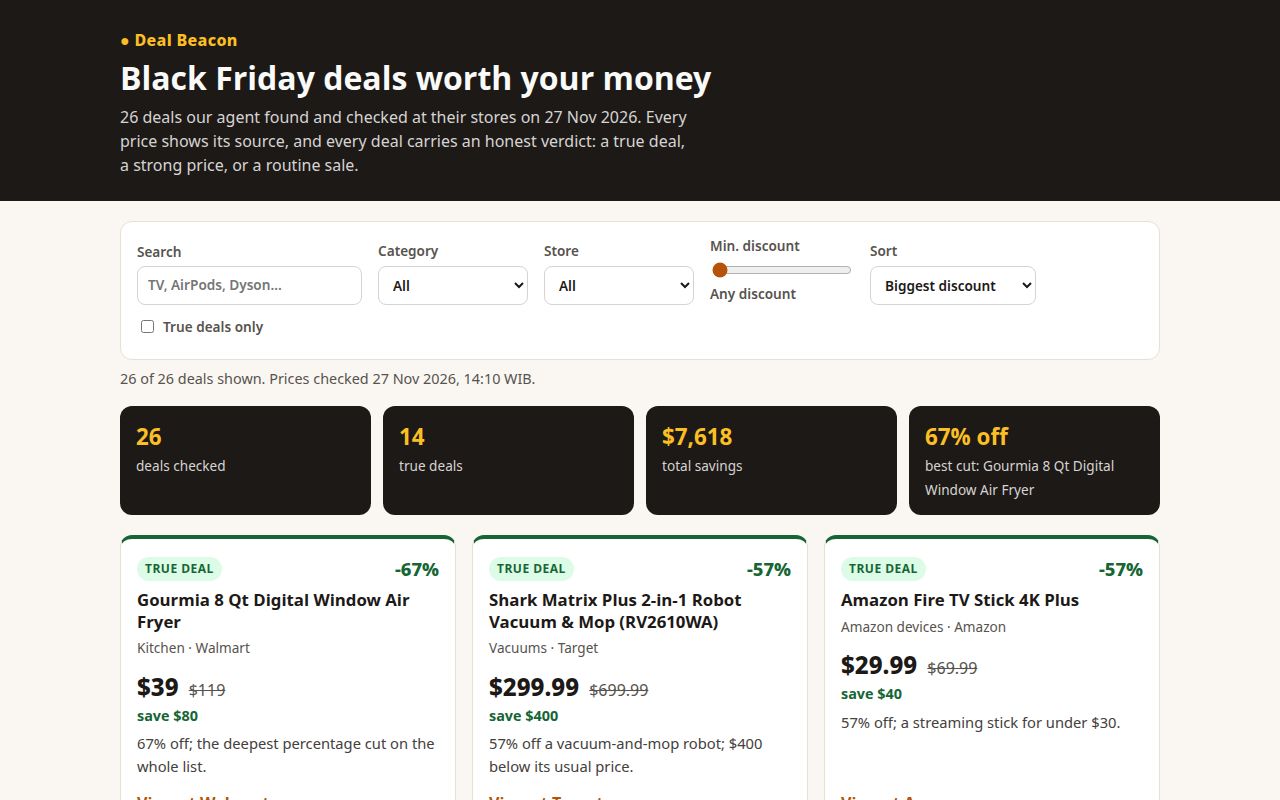 ● Deal Beacon
Black Friday deals worth your money
26 deals our agent found and checked at their stores on 27 Nov 2026. Every
price shows its source, and every deal carries an honest verdict: a true deal,
a strong price, or a routine sale.
Search
Category
Store
Min. discount
Sort
TV, AirPods, Dyson...
All
All
Any discount
Biggest discount
True deals only
26 of 26 deals shown. Prices checked 27 Nov 2026, 14:10 WIB.
26
deals checked
14
true deals
$7,618
total savings
67% off
best cut: Gourmia 8 Qt Digital
Window Air Fryer
TRUE DEAL
-67%
Gourmia 8 Qt Digital Window Air
Fryer
Kitchen · Walmart
$39 $119
save $80
67% off; the deepest percentage cut on the
whole list.
TRUE DEAL
-57%
Shark Matrix Plus 2-in-1 Robot
Vacuum & Mop (RV2610WA)
Vacuums · Target
$299.99 $699.99
save $400
57% off a vacuum-and-mop robot; $400
below its usual price.
TRUE DEAL
-57%
Amazon Fire TV Stick 4K Plus
Amazon devices · Amazon
$29.99 $69.99
save $40
57% off; a streaming stick for under $30.